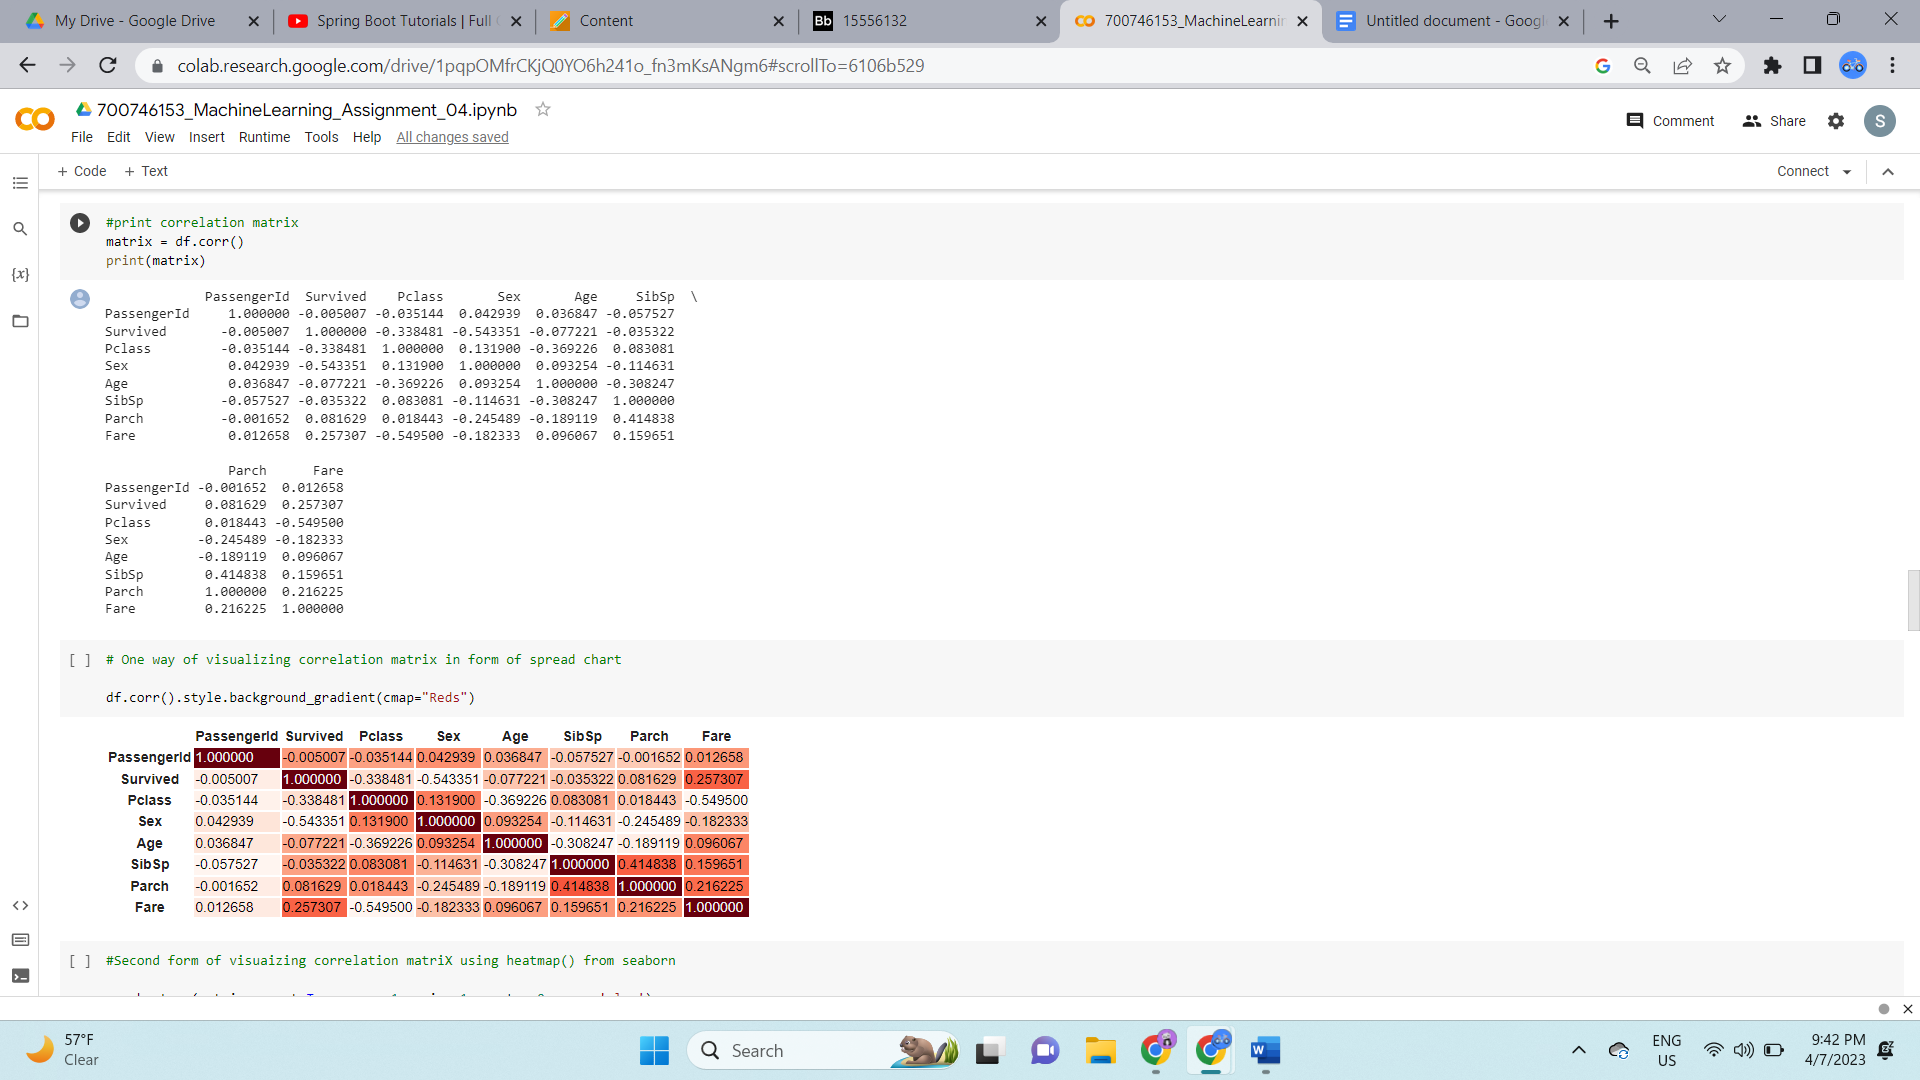 My Drive - Google Drive
Spring Boot Tutorials | Full
Content
Bb 15556132
700746153_MachineLearnin
Untitled document - Googl
colab.research.google.com/drive/1pqpOMfrCKjQ0YO6h241o_fn3mKsANgm6#scrollTo=6106b529
700746153_MachineLearning_Assignment_04.ipynb
Comment Share S
File Edit View Insert Runtime Tools Help All changes saved
+ Code + Text Connect
#print correlation matrix
matrix = df.corr()
print(matrix)
PassengerId Survived Pclass Sex Age SibSp \
PassengerId 1.000000 -0.005007 -0.035144 0.042939 0.036847 -0.057527
Survived -0.005007 1.000000 -0.338481 -0.543351 -0.077221 -0.035322
Pclass -0.035144 -0.338481 1.000000 0.131900 -0.369226 0.083081
Sex 0.042939 -0.543351 0.131900 1.000000 0.093254 -0.114631
Age 0.036847 -0.077221 -0.369226 0.093254 1.000000 -0.308247
SibSp -0.057527 -0.035322 0.083081 -0.114631 -0.308247 1.000000
Parch -0.001652 0.081629 0.018443 -0.245489 -0.189119 0.414838
Fare 0.012658 0.257307 -0.549500 -0.182333 0.096067 0.159651
Parch Fare
PassengerId -0.001652 0.012658
Survived 0.081629 0.257307
Pclass 0.018443 -0.549500
Sex -0.245489 -0.182333
Age -0.189119 0.096067
SibSp 0.414838 0.159651
Parch 1.000000 0.216225
Fare 0.216225 1.000000
[ ] # One way of visualizing correlation matrix in form of spread chart
df.corr().style.background_gradient(cmap="Reds")
PassengerId Survived Pclass Sex Age SibSp Parch Fare
PassengerId 1.000000 -0.005007 -0.035144 0.042939 0.036847 -0.057527 -0.001652 0.012658
Survived -0.005007 1.000000 -0.338481 -0.543351 -0.077221 -0.035322 0.081629 0.257307
Pclass -0.035144 -0.338481 1.000000 0.131900 -0.369226 0.083081 0.018443 -0.549500
Sex 0.042939 -0.543351 0.131900 1.000000 0.093254 -0.114631 -0.245489 -0.182333
Age 0.036847 -0.077221 -0.369226 0.093254 1.000000 -0.308247 -0.189119 0.096067
SibSp -0.057527 -0.035322 0.083081 -0.114631 -0.308247 1.000000 0.414838 0.159651
Parch -0.001652 0.081629 0.018443 -0.245489 -0.189119 0.414838 1.000000 0.216225
Fare 0.012658 0.257307 -0.549500 -0.182333 0.096067 0.159651 0.216225 1.000000
[ ] #Second form of visuaizing correlation matriX using heatmap() from seaborn
57°F
Clear
Search
ENG
US
9:42 PM
4/7/2023